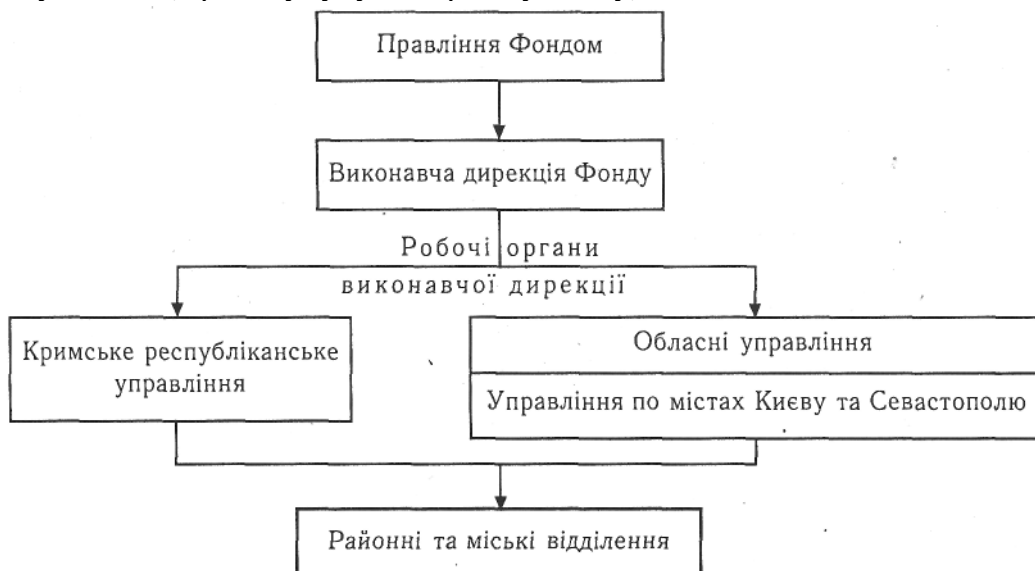 Правління Фондом
Виконавча дирекція Фонду
Робочі органи
виконавчої дирекції
Кримське республіканське
управління
Обласні управління
Управління по містах Києву та Севастополю
Районні та міські відділення